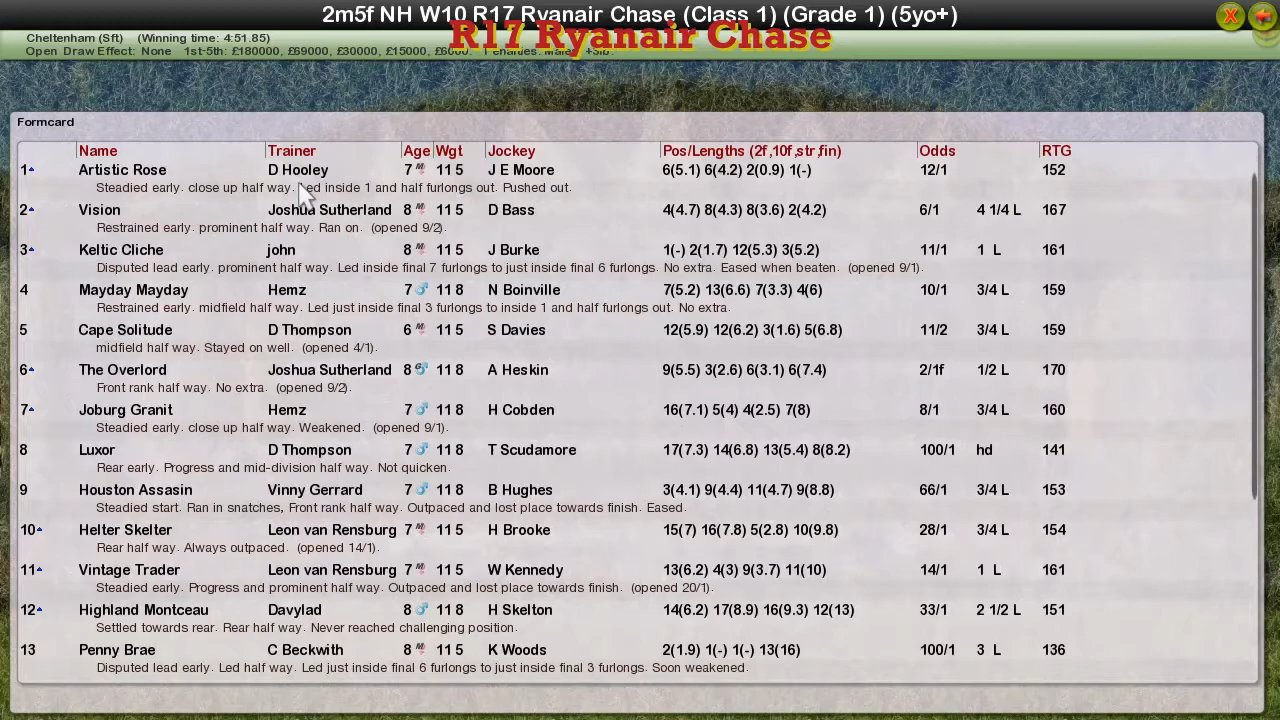 2m5f NH W10 R17 Ryanair Chase (Class 1) (Grade 1) (5yo+)
R17 Ryanair Chase
Cheltenham (Sft) (Winning time: 4:51.85)
Open Draw Effect: None 1st-5th: £180000, £69000, £30000, £15000, £6000. Penalties: Males +3lb.
Formcard
Name Trainer Age Wgt Jockey Pos/Lengths (2f,10f,str,fin) Odds RTG
1 Artistic Rose D Hooley 7 11 5 J E Moore 6(5.1) 6(4.2) 2(0.9) 1(-) 12/1 152
Steadied early. close up half way. Led inside 1 and half furlongs out. Pushed out.
2 Vision Joshua Sutherland 8 11 5 D Bass 4(4.7) 8(4.3) 8(3.6) 2(4.2) 6/1 4 1/4 L 167
Restrained early. prominent half way. Ran on. (opened 9/2).
3 Keltic Cliche john 8 11 5 J Burke 1(-) 2(1.7) 12(5.3) 3(5.2) 11/1 1 L 161
Disputed lead early. prominent half way. Led inside final 7 furlongs to just inside final 6 furlongs. No extra. Eased when beaten. (opened 9/1).
4 Mayday Mayday Hemz 7 11 8 N Boinville 7(5.2) 13(6.6) 7(3.3) 4(6) 10/1 3/4 L 159
Restrained early. midfield half way. Led just inside final 3 furlongs to inside 1 and half furlongs out. No extra.
5 Cape Solitude D Thompson 6 11 5 S Davies 12(5.9) 12(6.2) 3(1.6) 5(6.8) 11/2 3/4 L 159
midfield half way. Stayed on well. (opened 4/1).
6 The Overlord Joshua Sutherland 8 11 8 A Heskin 9(5.5) 3(2.6) 6(3.1) 6(7.4) 2/1f 1/2 L 170
Front rank half way. No extra. (opened 9/2).
7 Joburg Granit Hemz 7 11 8 H Cobden 16(7.1) 5(4) 4(2.5) 7(8) 8/1 3/4 L 160
Steadied early. close up half way. Weakened. (opened 9/1).
8 Luxor D Thompson 7 11 8 T Scudamore 17(7.3) 14(6.8) 13(5.4) 8(8.2) 100/1 hd 141
Rear early. Progress and mid-division half way. Not quicken.
9 Houston Assasin Vinny Gerrard 7 11 8 B Hughes 3(4.1) 9(4.4) 11(4.7) 9(8.8) 66/1 3/4 L 153
Steadied start. Ran in snatches, Front rank half way. Outpaced and lost place towards finish. Eased.
10 Helter Skelter Leon van Rensburg 7 11 5 H Brooke 15(7) 16(7.8) 5(2.8) 10(9.8) 28/1 3/4 L 154
Rear half way. Always outpaced. (opened 14/1).
11 Vintage Trader Leon van Rensburg 7 11 5 W Kennedy 13(6.2) 4(3) 9(3.7) 11(10) 14/1 1 L 161
Steadied early. Progress and prominent half way. Outpaced and lost place towards finish. (opened 20/1).
12 Highland Montceau Davylad 8 11 8 H Skelton 14(6.2) 17(8.9) 16(9.3) 12(13) 33/1 2 1/2 L 151
Settled towards rear. Rear half way. Never reached challenging position.
13 Penny Brae C Beckwith 8 11 5 K Woods 2(1.9) 1(-) 1(-) 13(16) 100/1 3 L 136
Disputed lead early. Led half way. Led just inside final 6 furlongs to just inside final 3 furlongs. Soon weakened.